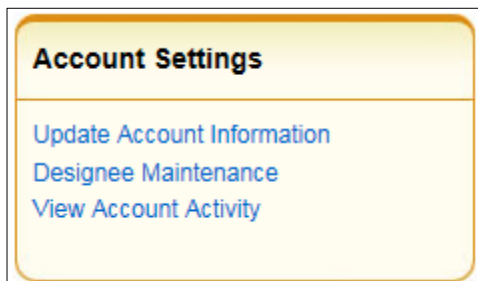 Account Settings
Update Account Information
Designee Maintenance
View Account Activity